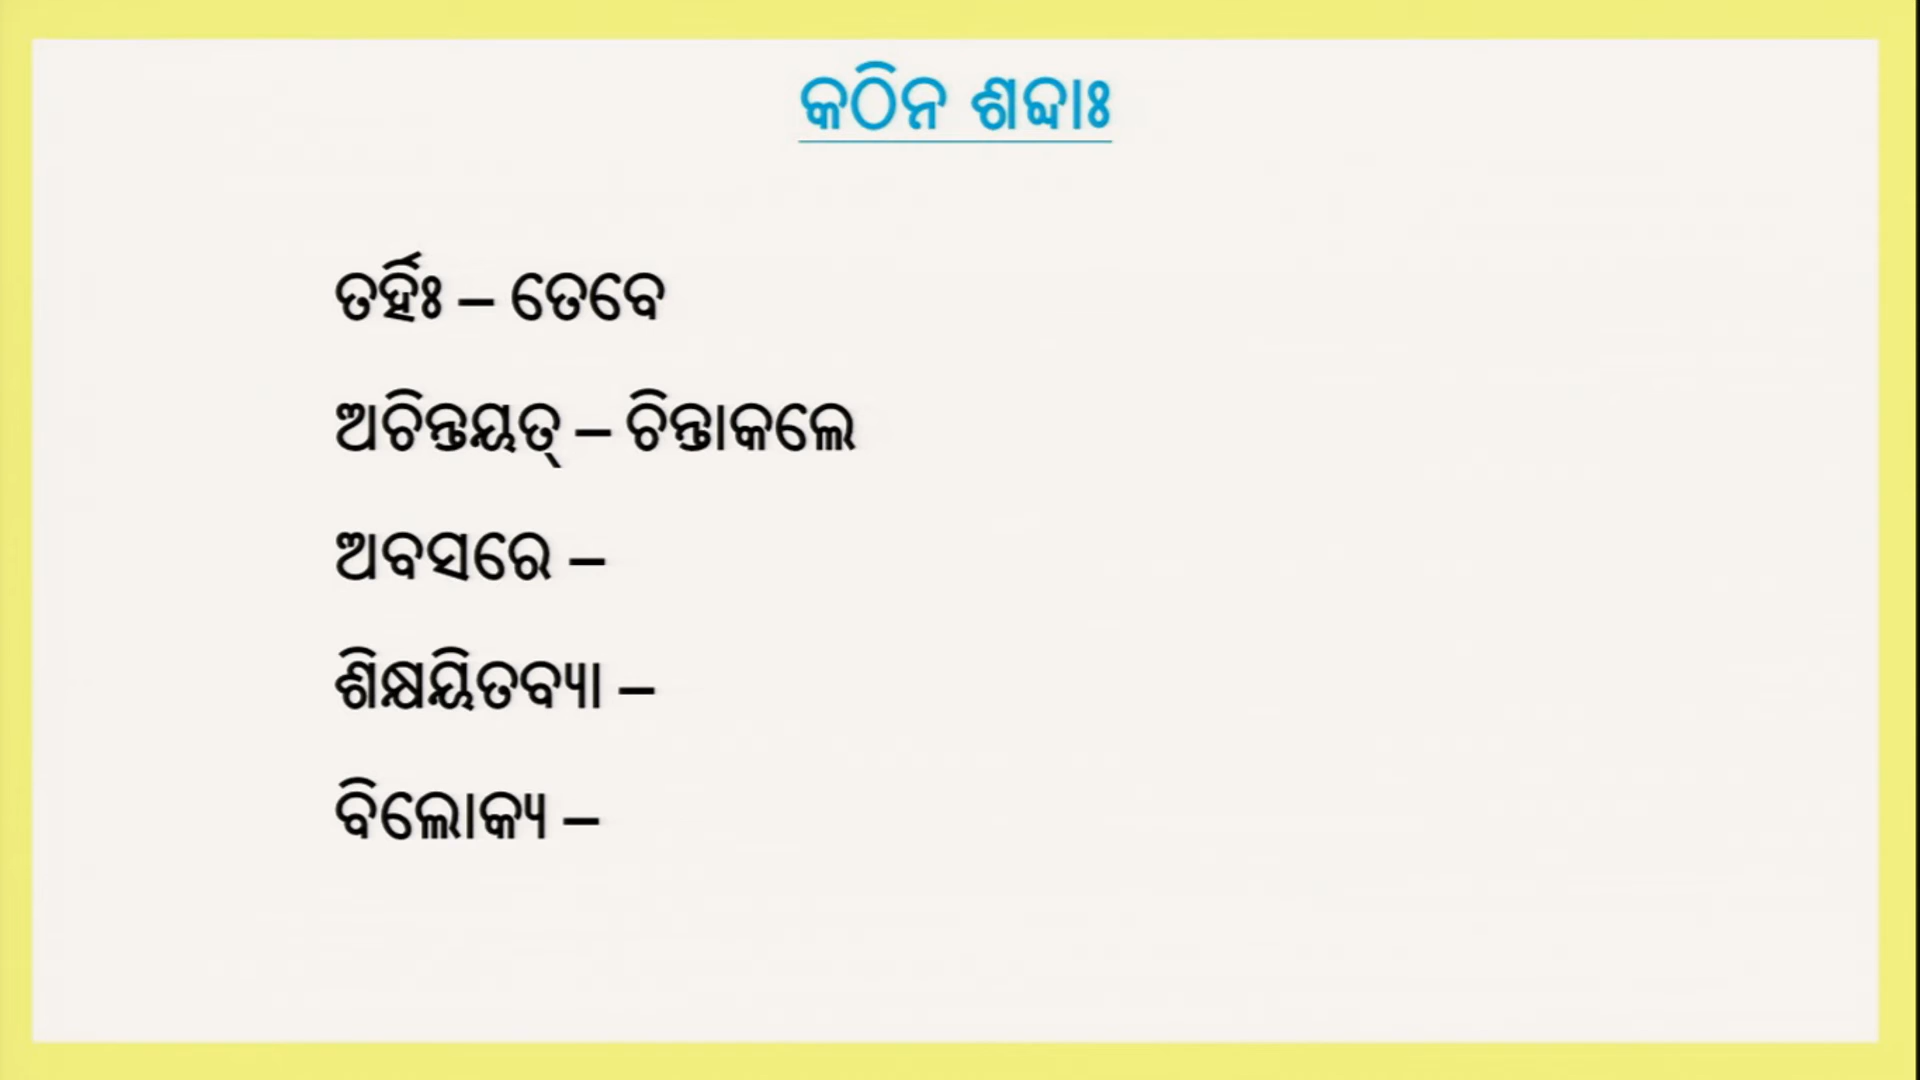 କଠିନ ଶବ୍ଦାଃ
ତର୍ହିଃ – ତେବେ
ଅଚିନ୍ତୟତ୍ – ଚିନ୍ତାକଲେ
ଅବସରେ –
ଶିକ୍ଷୟିତବ୍ୟା –
ବିଲୋକ୍ୟ –